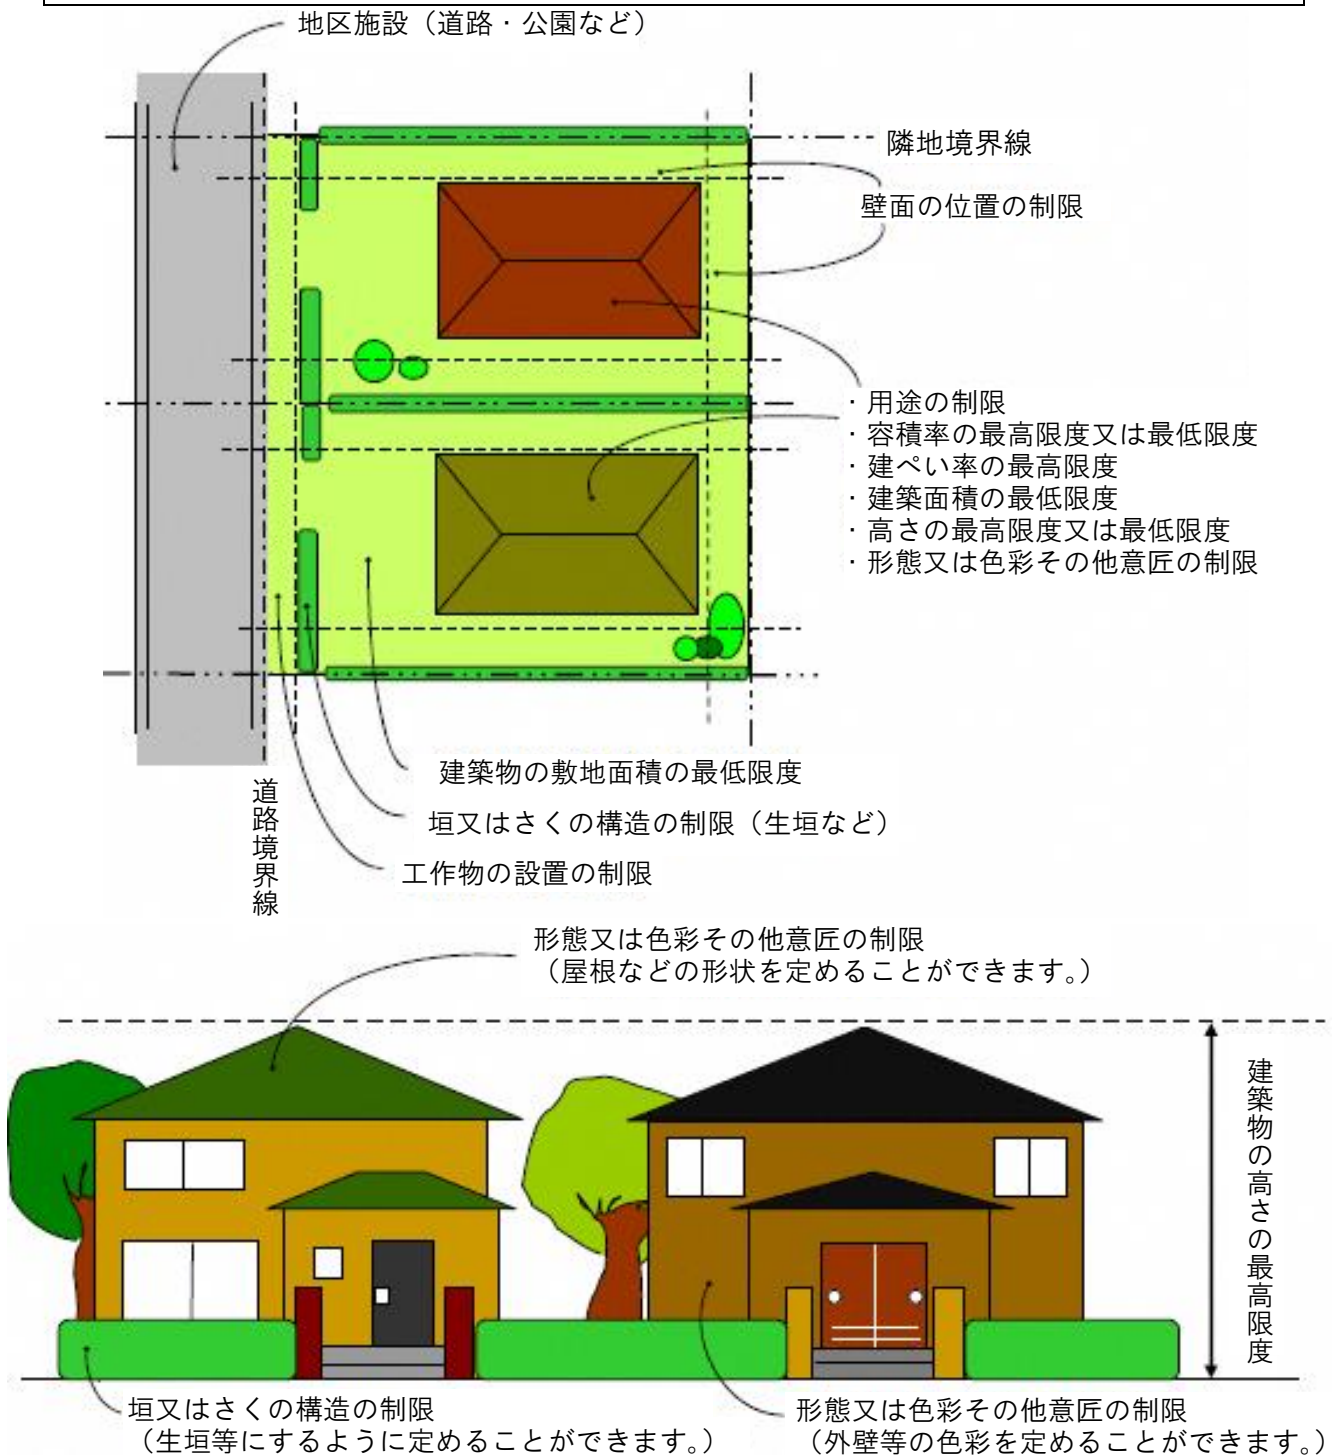 地区施設（道路・公園など）
隣地境界線
壁面の位置の制限
・用途の制限
・容積率の最高限度又は最低限度
・建ぺい率の最高限度
・建築面積の最低限度
・高さの最高限度又は最低限度
・形態又は色彩その他意匠の制限
建築物の敷地面積の最低限度
垣又はさくの構造の制限（生垣など）
工作物の設置の制限
道路境界線
形態又は色彩その他意匠の制限
（屋根などの形状を定めることができます。）
建築物の高さの最高限度
垣又はさくの構造の制限
（生垣等にするように定めることができます。）
形態又は色彩その他意匠の制限
（外壁等の色彩を定めることができます。）